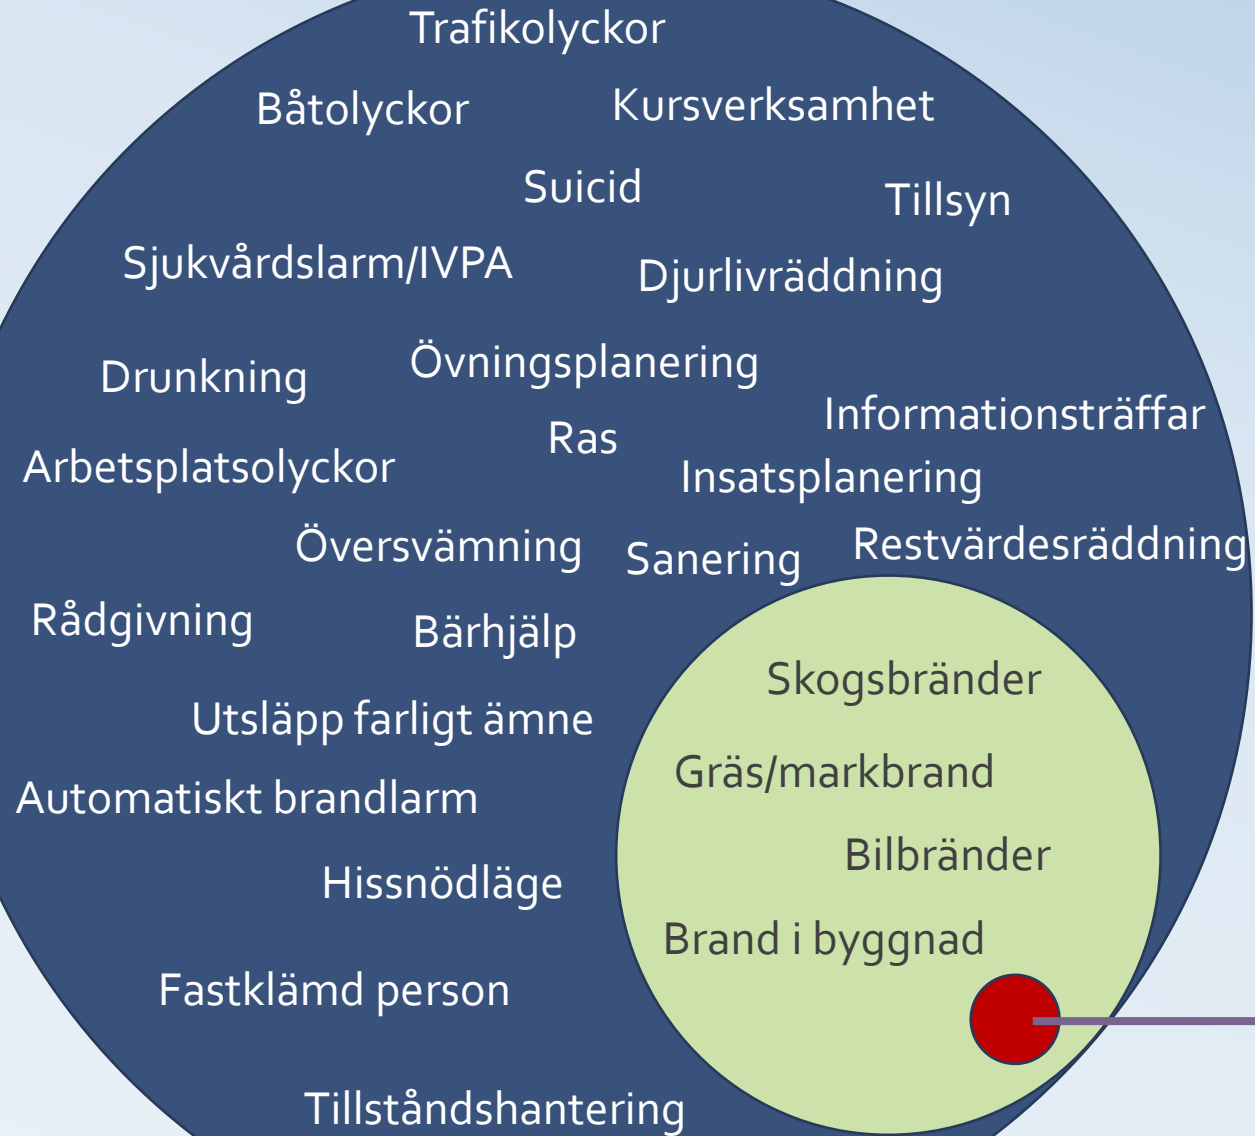 Trafikolyckor
Båtolyckor
Kursverksamhet
Suicid
Tillsyn
Sjukvårdslarm/IVPA
Djurlivräddning
Drunkning
Övningsplanering
Informationsträffar
Ras
Arbetsplatsolyckor
Insatsplanering
Översvämning
Sanering
Restvärdesräddning
Rådgivning
Bärhjälp
Skogsbränder
Utsläpp farligt ämne
Gräs/markbrand
Automatiskt brandlarm
Bilbränder
Hissnödläge
Brand i byggnad
Fastklämd person
Tillståndshantering